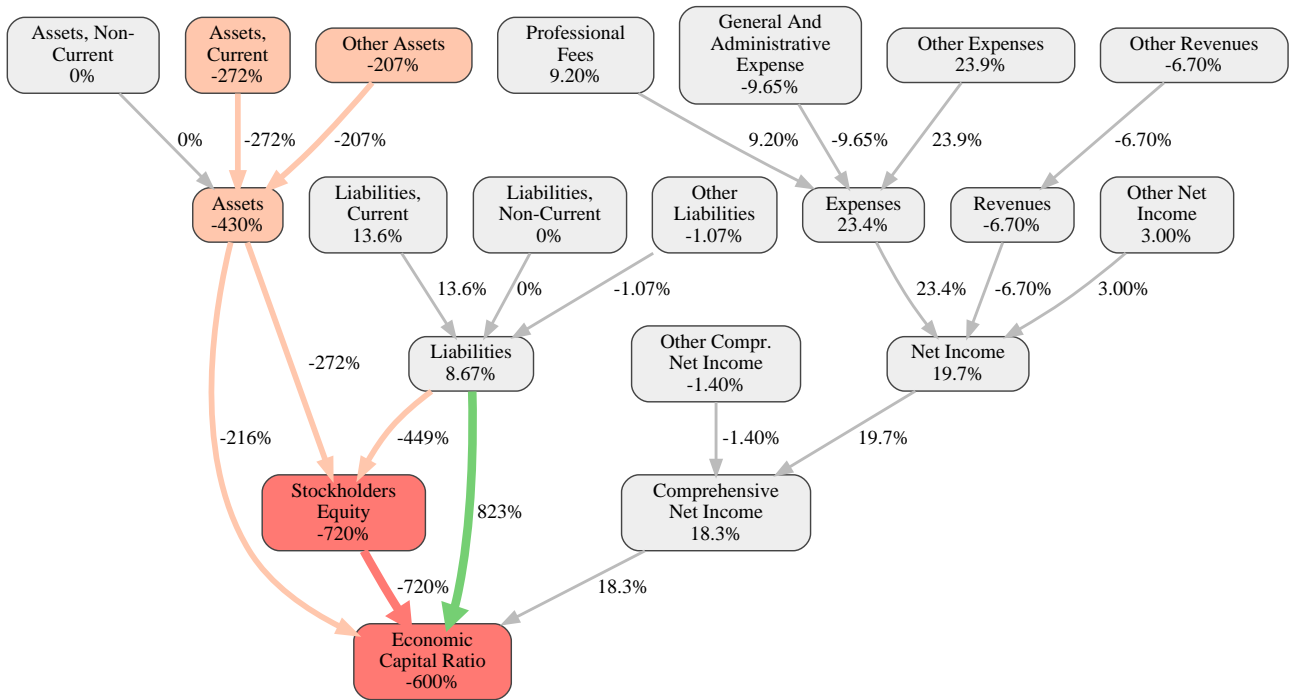 Assets, Non-
Current
0%
Assets,
Current
-272%
Other Assets
-207%
Professional
Fees
9.20%
General And
Administrative
Expense
-9.65%
Other Expenses
23.9%
Other Revenues
-6.70%
0%
-272%
-207%
9.20%
-9.65%
23.9%
-6.70%
Assets
-430%
Liabilities,
Current
13.6%
Liabilities,
Non-Current
0%
Other
Liabilities
-1.07%
Expenses
23.4%
Revenues
-6.70%
Other Net
Income
3.00%
13.6%
0%
-1.07%
23.4%
-6.70%
3.00%
Liabilities
8.67%
Other Compr.
Net Income
-1.40%
Net Income
19.7%
-272%
-216%
-449%
-1.40%
19.7%
Stockholders
Equity
-720%
823%
Comprehensive
Net Income
18.3%
-720%
18.3%
Economic
Capital Ratio
-600%